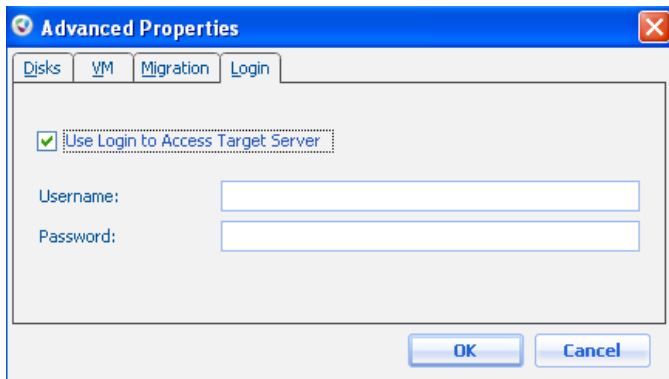 Advanced Properties
Disks VM Migration Login
Use Login to Access Target Server
Username:
Password:
OK Cancel